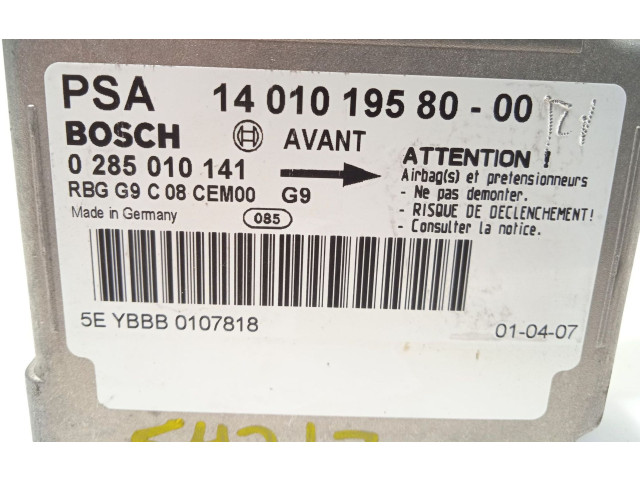 PSA 14 010 195 80 - 00
BOSCH AVANT
0 285 010 141
RBG G9 C 08 CEM00 G9
Made in Germany 085
ATTENTION !
Airbag(s) et pretensionneurs
- Ne pas demonter.
- RISQUE DE DECLENCHEMENT!
- Consulter la notice.
5E YBBB 0107818
01-04-07